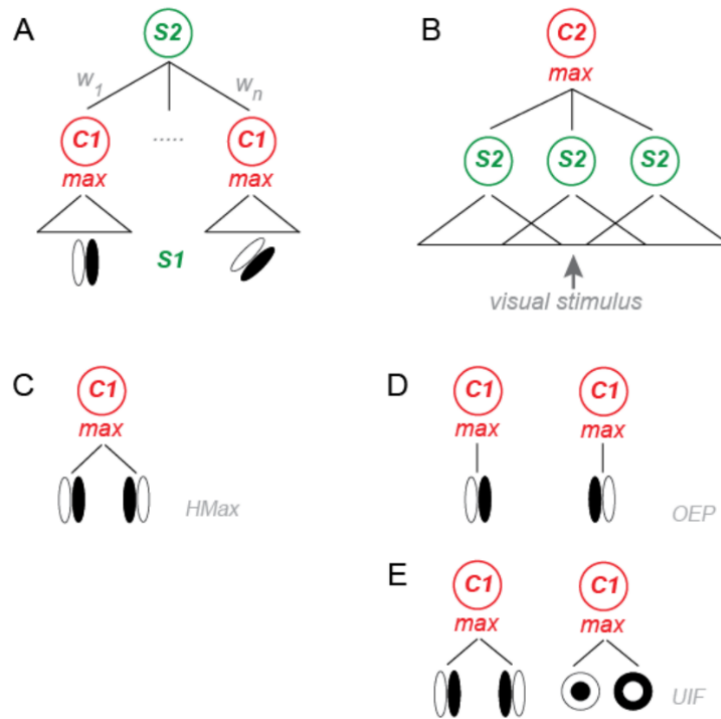 A
S2
w1
wn
C1
.....
C1
max
max
S1
B
C2
max
S2
S2
S2
visual stimulus
C
C1
max
HMax
D
C1
C1
max
max
OEP
E
C1
C1
max
max
UIF